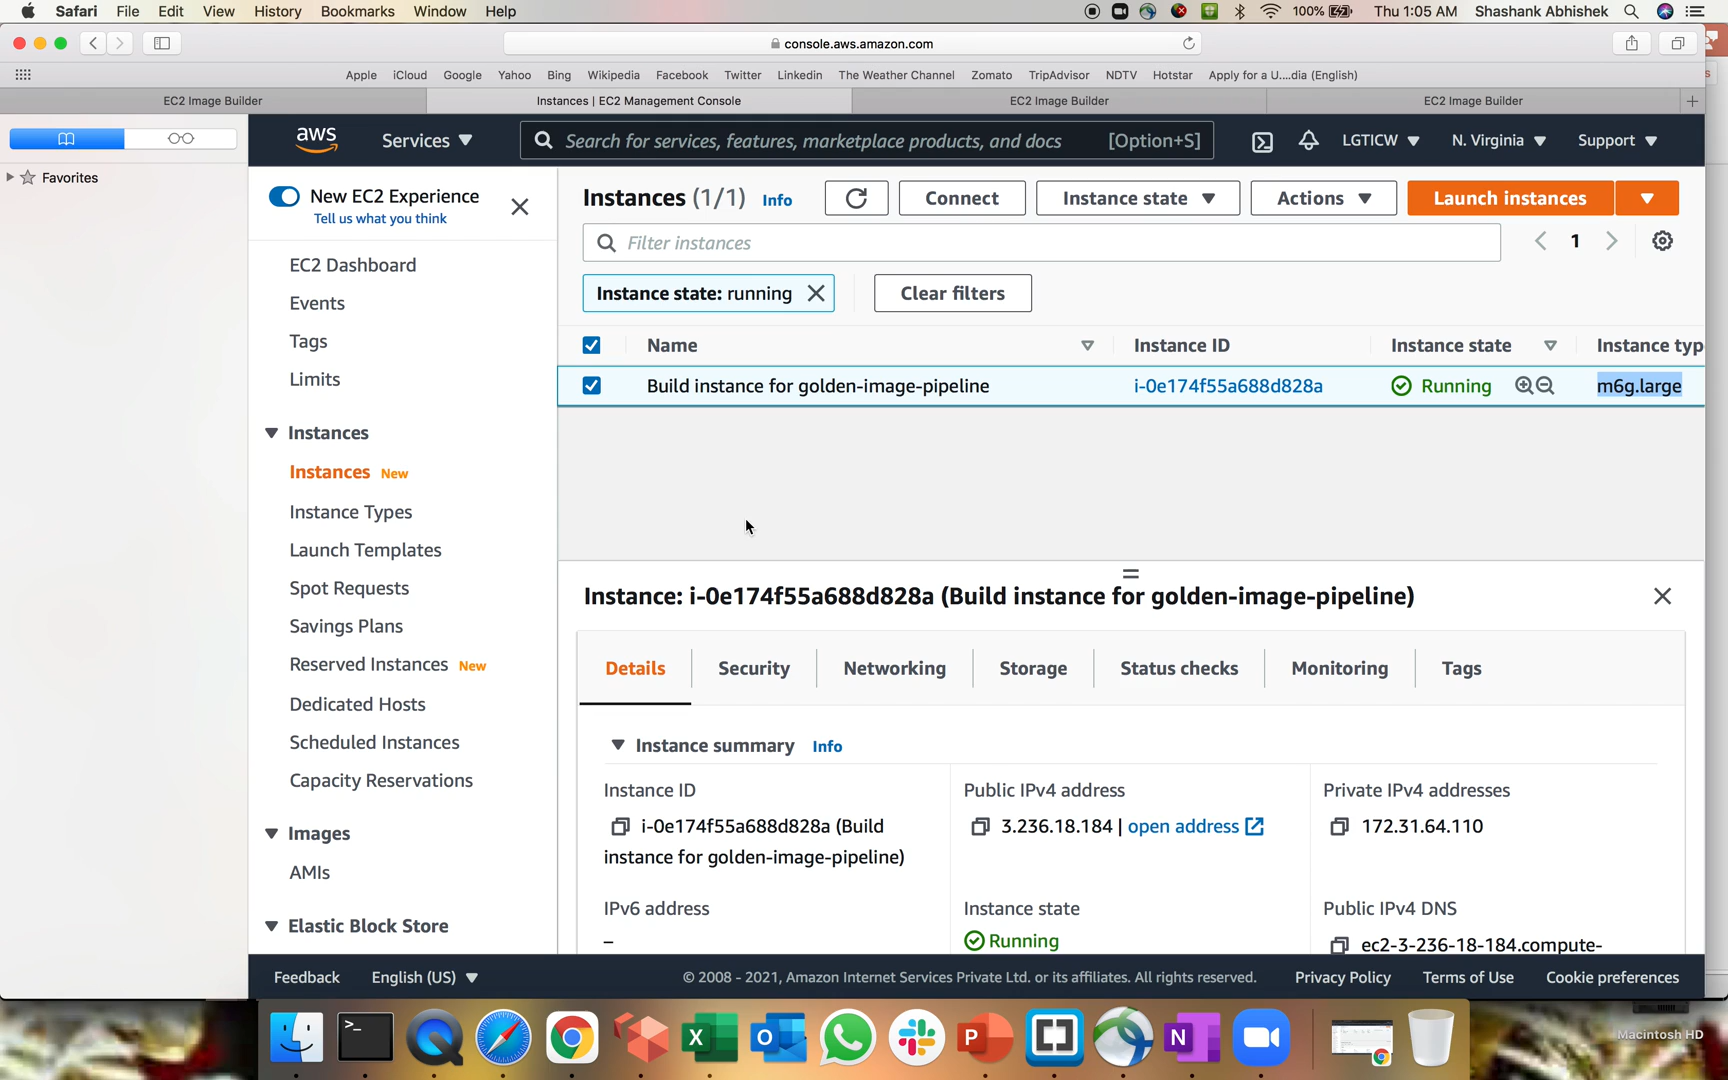 Safari File Edit View History Bookmarks Window Help 100% Thu 1:05 AM Shashank Abhishek
console.aws.amazon.com
Apple iCloud Google Yahoo Bing Wikipedia Facebook Twitter Linkedin The Weather Channel Zomato TripAdvisor NDTV Hotstar Apply for a U....dia (English)
EC2 Image Builder Instances | EC2 Management Console EC2 Image Builder EC2 Image Builder
aws Services Search for services, features, marketplace products, and docs [Option+S] LGTICW N. Virginia Support
Favorites
New EC2 Experience
Tell us what you think
EC2 Dashboard
Events
Tags
Limits
Instances
Instances New
Instance Types
Launch Templates
Spot Requests
Savings Plans
Reserved Instances New
Dedicated Hosts
Scheduled Instances
Capacity Reservations
Images
AMIs
Elastic Block Store
Instances (1/1) Info Connect Instance state Actions Launch instances
Filter instances 1
Instance state: running Clear filters
Name Instance ID Instance state Instance typ
Build instance for golden-image-pipeline i-0e174f55a688d828a Running m6g.large
Instance: i-0e174f55a688d828a (Build instance for golden-image-pipeline)
Details Security Networking Storage Status checks Monitoring Tags
Instance summary Info
Instance ID
i-0e174f55a688d828a (Build
instance for golden-image-pipeline)
Public IPv4 address
3.236.18.184 | open address
Private IPv4 addresses
172.31.64.110
IPv6 address
–
Instance state
Running
Public IPv4 DNS
ec2-3-236-18-184.compute-
Feedback English (US) © 2008 - 2021, Amazon Internet Services Private Ltd. or its affiliates. All rights reserved. Privacy Policy Terms of Use Cookie preferences
Macintosh HD